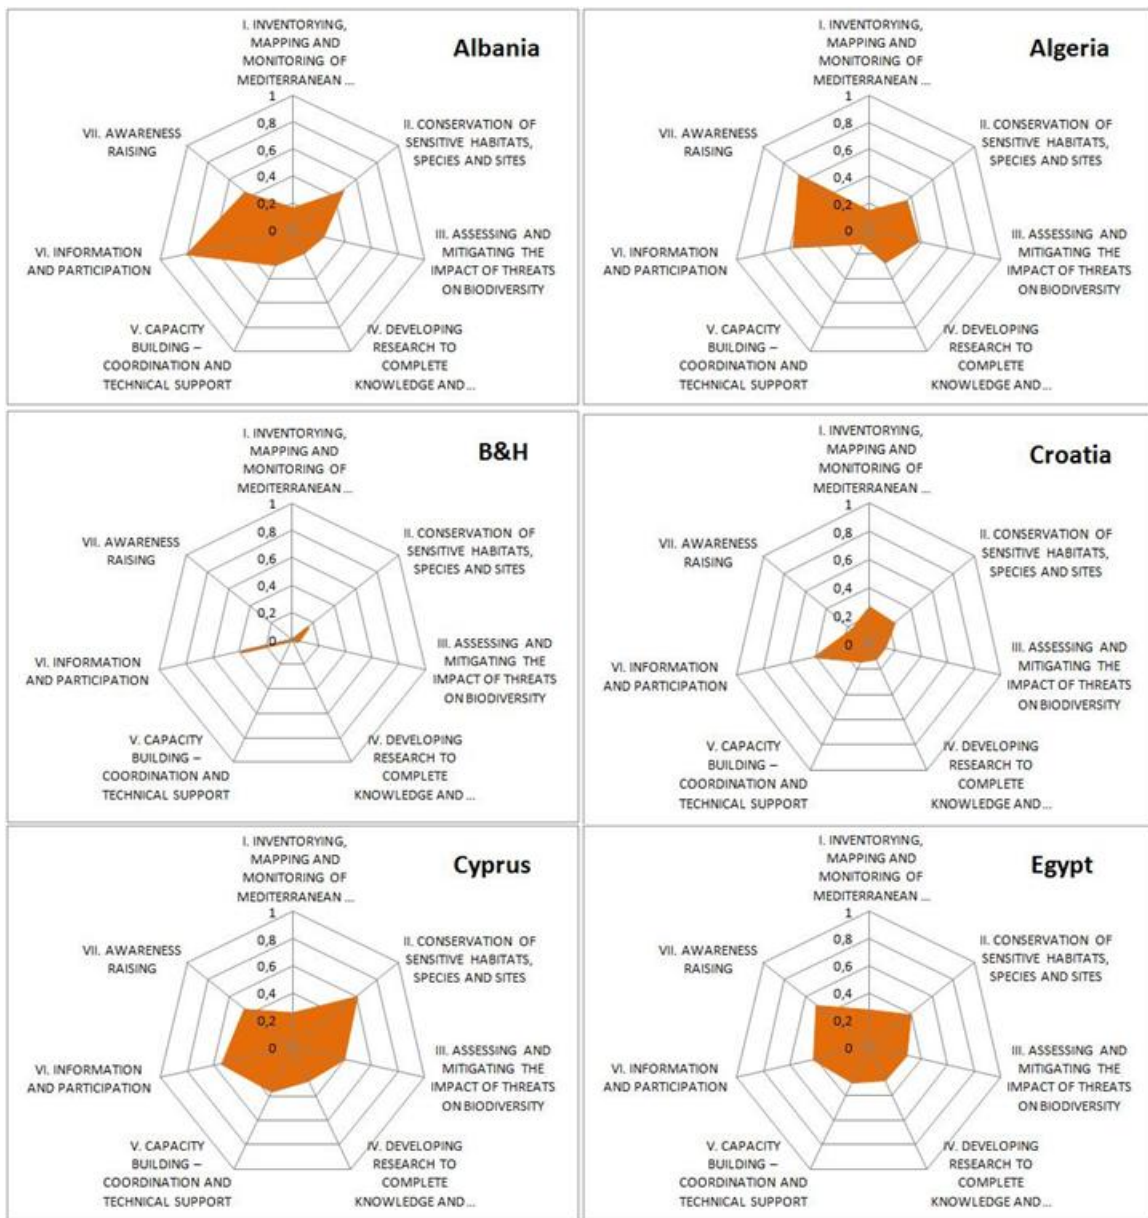 Albania
I. INVENTORYING,
MAPPING AND
MONITORING OF
MEDITERRANEAN ...
1
0,8
0,6
0,4
0,2
0
II. CONSERVATION OF
SENSITIVE HABITATS,
SPECIES AND SITES
III. ASSESSING AND
MITIGATING THE
IMPACT OF THREATS
ON BIODIVERSITY
IV. DEVELOPING
RESEARCH TO
COMPLETE
KNOWLEDGE AND ...
V. CAPACITY
BUILDING –
COORDINATION AND
TECHNICAL SUPPORT
VI. INFORMATION
AND PARTICIPATION
VII. AWARENESS
RAISING
Algeria
I. INVENTORYING,
MAPPING AND
MONITORING OF
MEDITERRANEAN ...
1
0,8
0,6
0,4
0,2
0
II. CONSERVATION OF
SENSITIVE HABITATS,
SPECIES AND SITES
III. ASSESSING AND
MITIGATING THE
IMPACT OF THREATS
ON BIODIVERSITY
IV. DEVELOPING
RESEARCH TO
COMPLETE
KNOWLEDGE AND...
V. CAPACITY
BUILDING –
COORDINATION AND
TECHNICAL SUPPORT
VI. INFORMATION
AND PARTICIPATION
VII. AWARENESS
RAISING
B&H
I. INVENTORYING,
MAPPING AND
MONITORING OF
MEDITERRANEAN ...
1
0,8
0,6
0,4
0,2
0
II. CONSERVATION OF
SENSITIVE HABITATS,
SPECIES AND SITES
III. ASSESSING AND
MITIGATING THE
IMPACT OF THREATS
ON BIODIVERSITY
IV. DEVELOPING
RESEARCH TO
COMPLETE
KNOWLEDGE AND...
V. CAPACITY
BUILDING –
COORDINATION AND
TECHNICAL SUPPORT
VI. INFORMATION
AND PARTICIPATION
VII. AWARENESS
RAISING
Croatia
I. INVENTORYING,
MAPPING AND
MONITORING OF
MEDITERRANEAN ...
1
0,8
0,6
0,4
0,2
0
II. CONSERVATION OF
SENSITIVE HABITATS,
SPECIES AND SITES
III. ASSESSING AND
MITIGATING THE
IMPACT OF THREATS
ON BIODIVERSITY
IV. DEVELOPING
RESEARCH TO
COMPLETE
KNOWLEDGE AND...
V. CAPACITY
BUILDING –
COORDINATION AND
TECHNICAL SUPPORT
VI. INFORMATION
AND PARTICIPATION
VII. AWARENESS
RAISING
Cyprus
I. INVENTORYING,
MAPPING AND
MONITORING OF
MEDITERRANEAN ...
1
0,8
0,6
0,4
0,2
0
II. CONSERVATION OF
SENSITIVE HABITATS,
SPECIES AND SITES
III. ASSESSING AND
MITIGATING THE
IMPACT OF THREATS
ON BIODIVERSITY
IV. DEVELOPING
RESEARCH TO
COMPLETE
KNOWLEDGE AND...
V. CAPACITY
BUILDING –
COORDINATION AND
TECHNICAL SUPPORT
VI. INFORMATION
AND PARTICIPATION
VII. AWARENESS
RAISING
Egypt
I. INVENTORYING,
MAPPING AND
MONITORING OF
MEDITERRANEAN ...
1
0,8
0,6
0,4
0,2
0
II. CONSERVATION OF
SENSITIVE HABITATS,
SPECIES AND SITES
III. ASSESSING AND
MITIGATING THE
IMPACT OF THREATS
ON BIODIVERSITY
IV. DEVELOPING
RESEARCH TO
COMPLETE
KNOWLEDGE AND...
V. CAPACITY
BUILDING –
COORDINATION AND
TECHNICAL SUPPORT
VI. INFORMATION
AND PARTICIPATION
VII. AWARENESS
RAISING